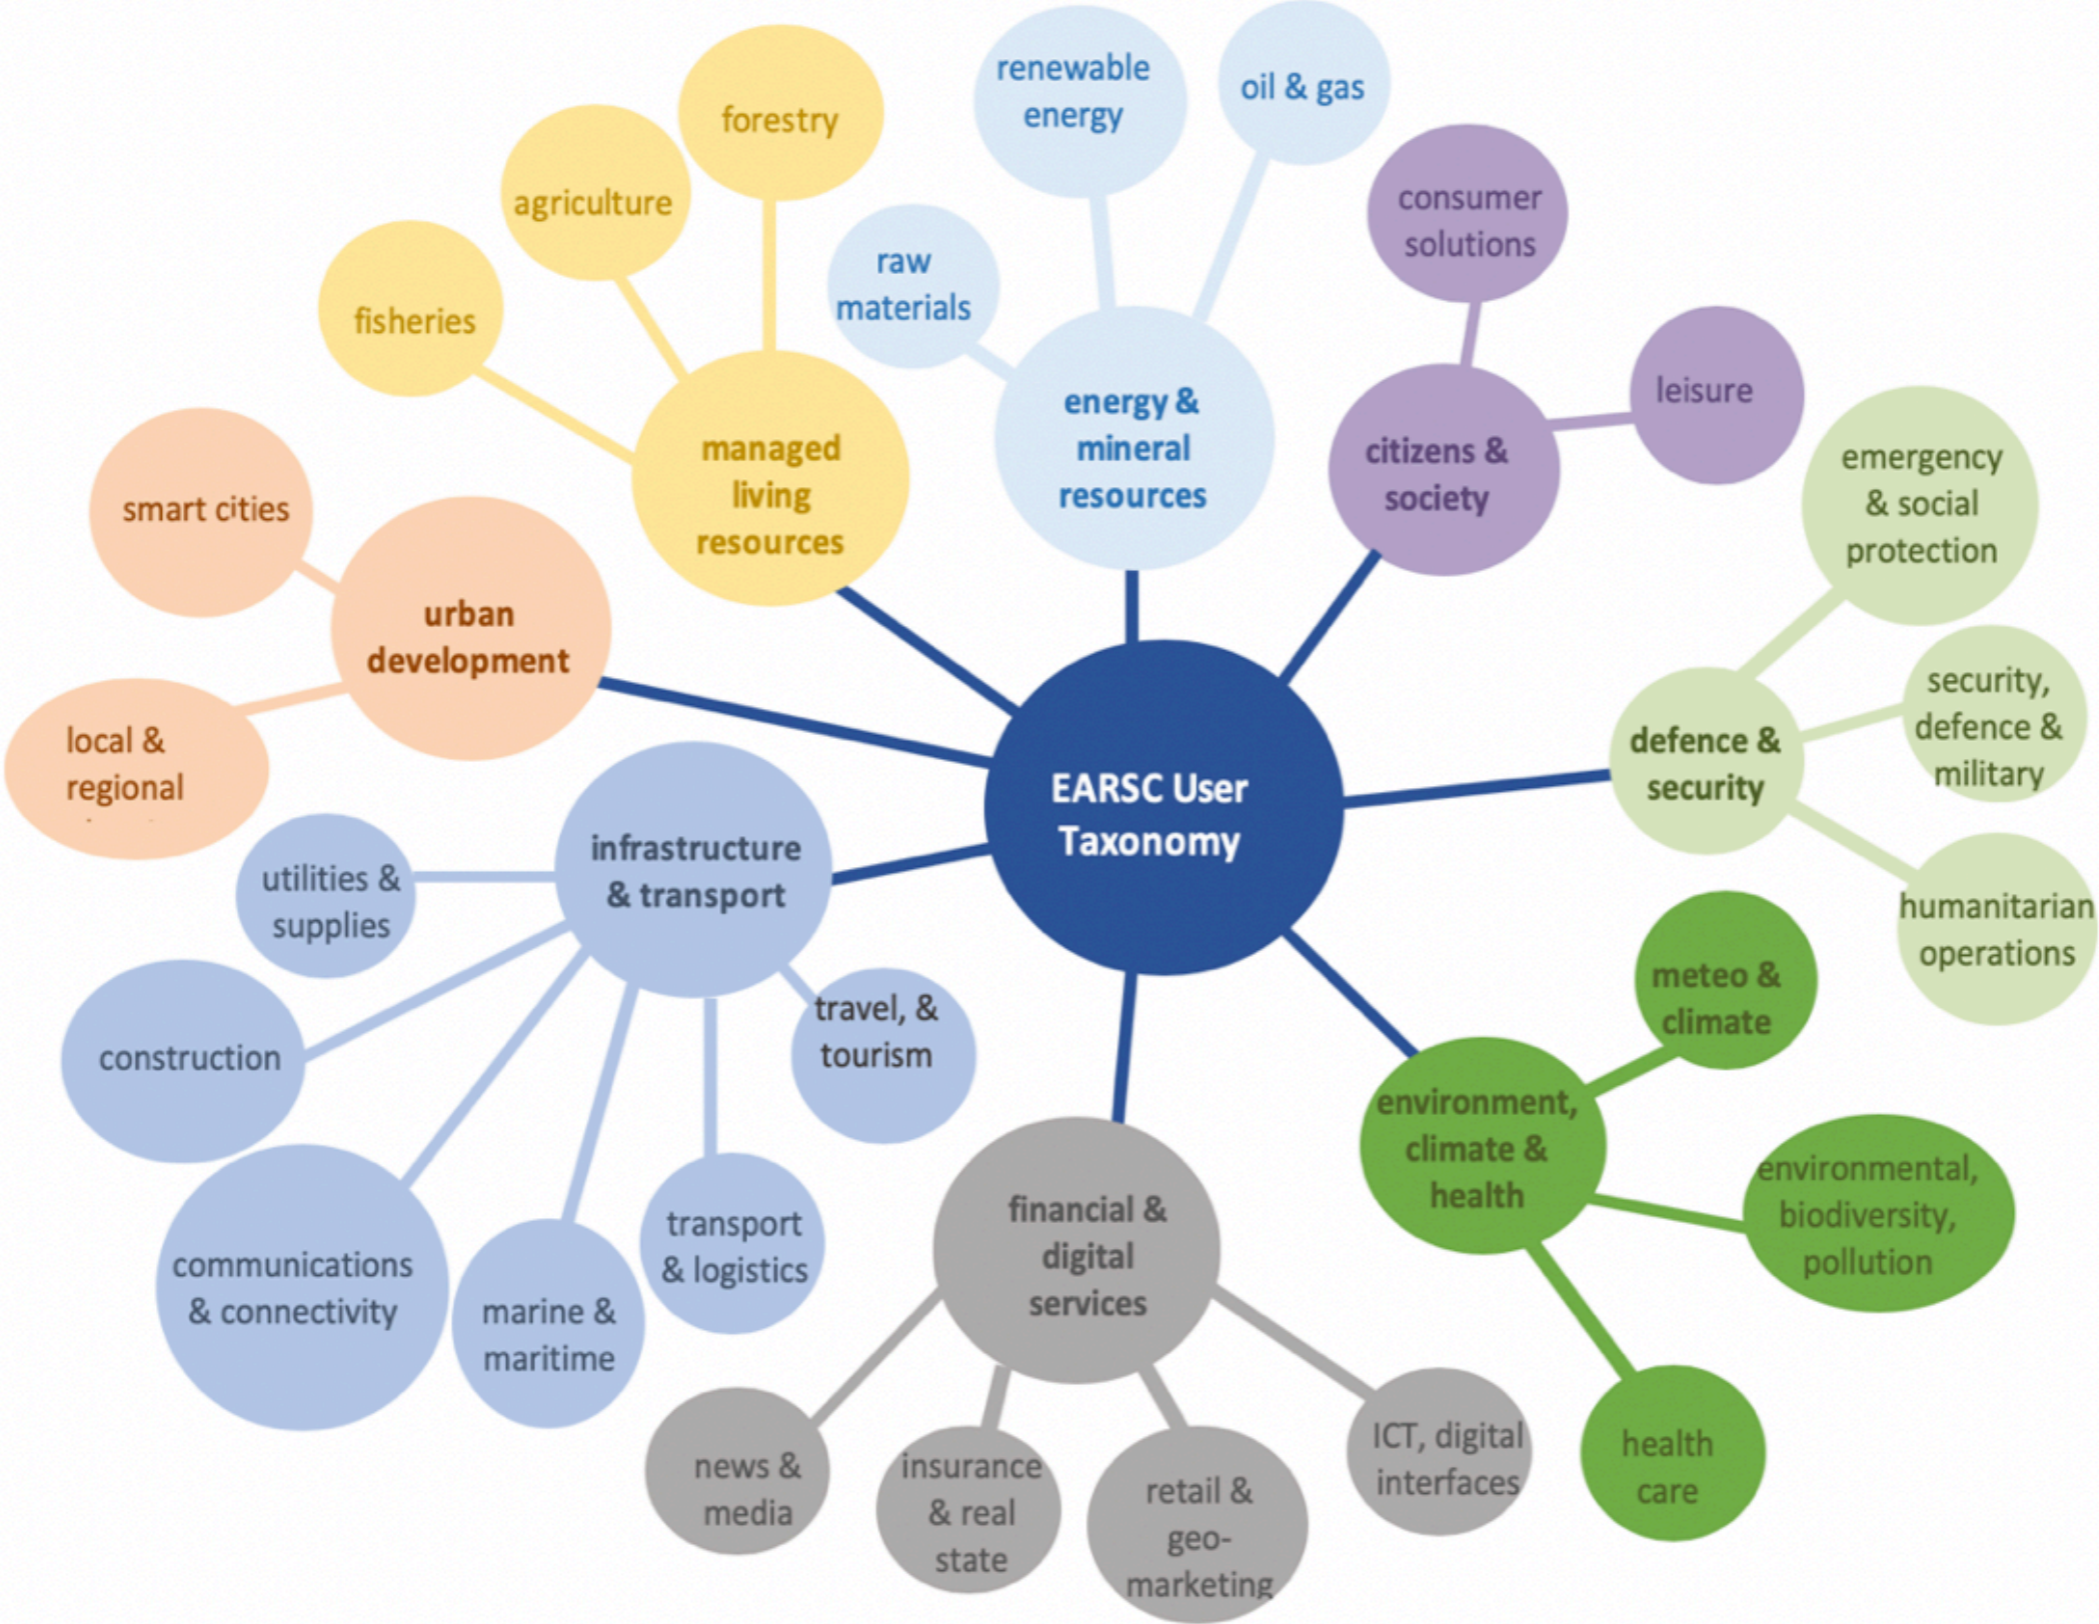 renewable
energy
oil & gas
forestry
agriculture
fisheries
raw
materials
consumer
solutions
leisure
energy &
mineral
resources
managed
living
resources
citizens &
society
emergency
& social
protection
smart cities
urban
development
local &
regional
security,
defence &
military
defence &
security
humanitarian
operations
EARSC User
Taxonomy
infrastructure
& transport
utilities &
supplies
construction
communications
& connectivity
marine &
maritime
transport
& logistics
travel, &
tourism
meteo &
climate
environment,
climate &
health
environmental,
biodiversity,
pollution
health
care
financial &
digital
services
news &
media
insurance
& real
state
retail &
geo-
marketing
ICT, digital
interfaces